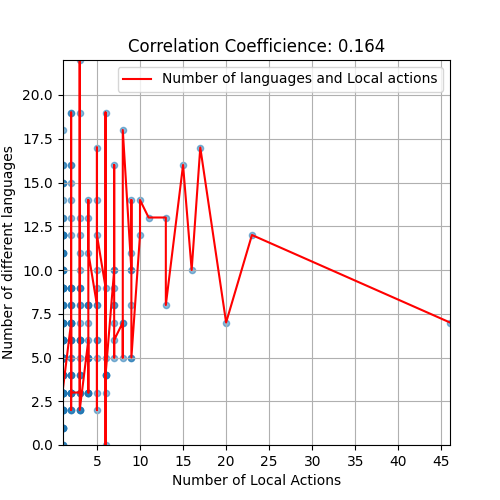 Correlation Coefficience: 0.164
Number of languages and Local actions
Number of different languages
20.0
17.5
15.0
12.5
10.0
7.5
5.0
2.5
0.0
5 10 15 20 25 30 35 40 45
Number of Local Actions